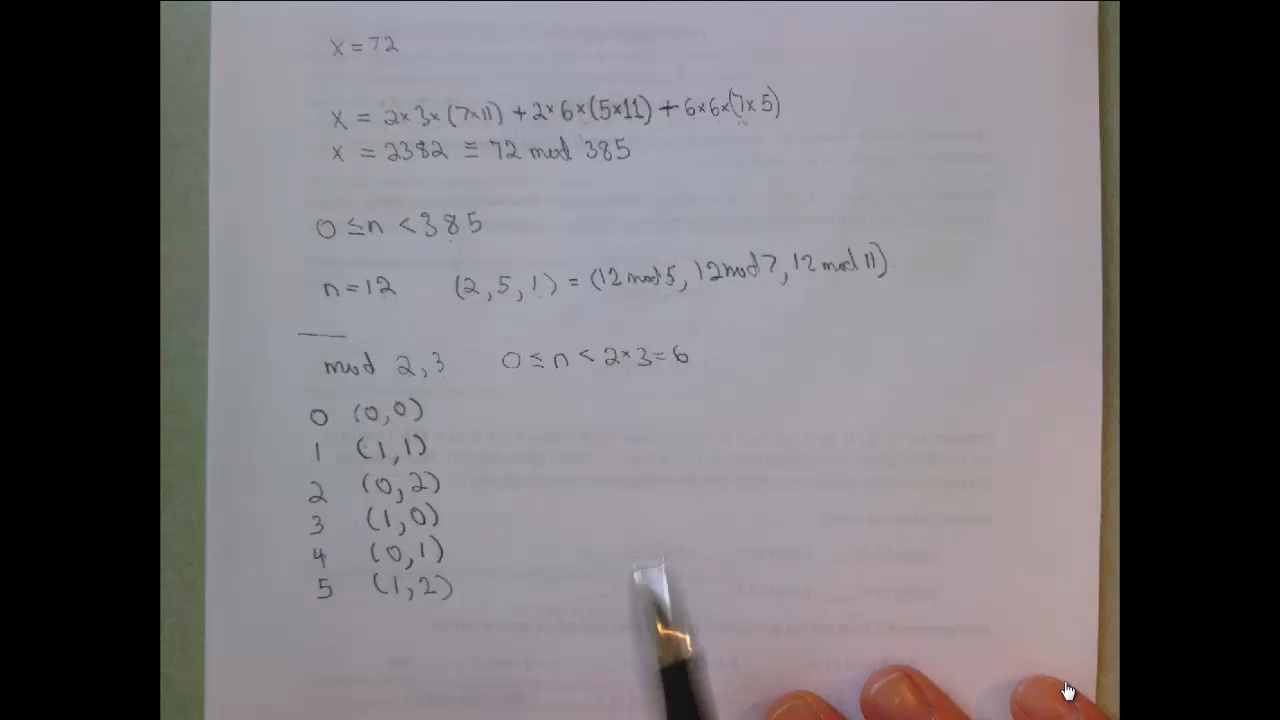 x = 72
x = 2×3×(7×11) + 2×6×(5×11) + 6×6×(7×5)
x = 2382 ≡ 72 mod 385
0 ≤ n < 385
n = 12 (2, 5, 1) = (12 mod 5, 12 mod 7, 12 mod 11)
mod 2, 3 0 ≤ n < 2×3 = 6
0 (0,0)
1 (1,1)
2 (0,2)
3 (1,0)
4 (0,1)
5 (1,2)